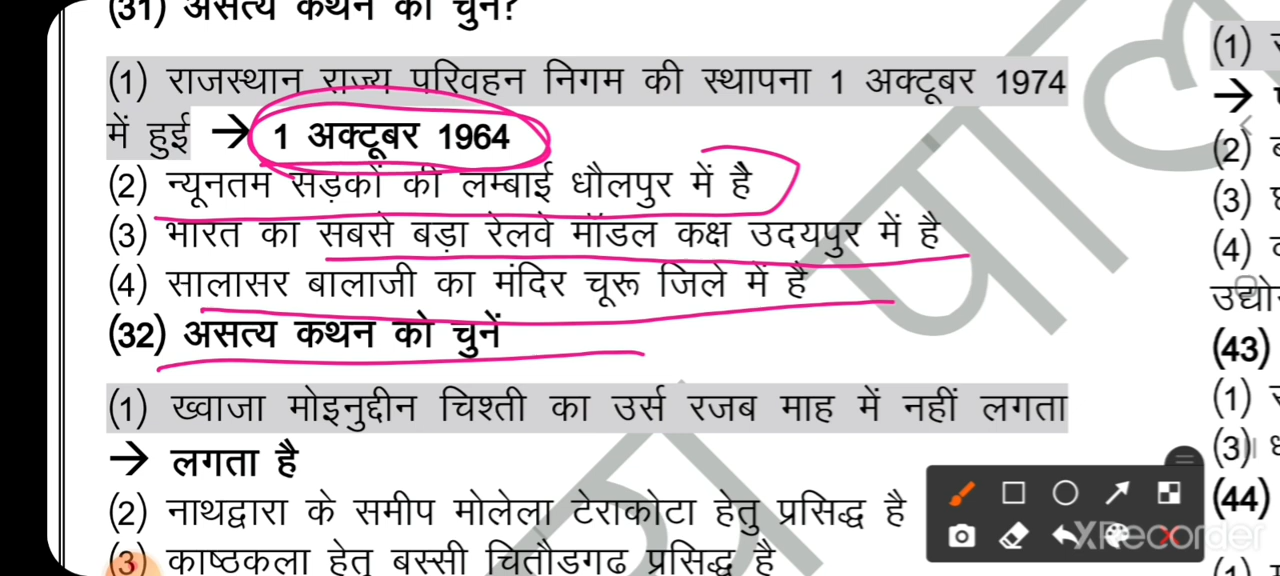 (31) असत्य कथन को चुनें?
(1) राजस्थान राज्य परिवहन निगम की स्थापना 1 अक्टूबर 1974
में हुई → 1 अक्टूबर 1964
(2) न्यूनतम सड़कों की लम्बाई धौलपुर में है
(3) भारत का सबसे बड़ा रेलवे मॉडल कक्ष उदयपुर में है
(4) सालासर बालाजी का मंदिर चूरू जिले में है
(32) असत्य कथन को चुनें
(1) ख्वाजा मोइनुद्दीन चिश्ती का उर्स रजब माह में नहीं लगता
→ लगता है
(2) नाथद्वारा के समीप मोलेला टेराकोटा हेतु प्रसिद्ध है
(3) काष्ठकला हेतु बस्सी चितौडगढ प्रसिद्ध है
(1)
→
(2)
(3)
(4)
(43)
(1)
(3)
(44)
(1)
XRecorder